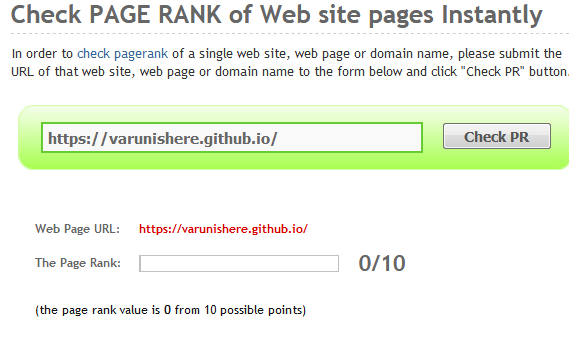 Check PAGE RANK of Web site pages Instantly
In order to check pagerank of a single web site, web page or domain name, please submit the
URL of that web site, web page or domain name to the form below and click "Check PR" button.
https://varunishere.github.io/
Check PR
Web Page URL: https://varunishere.github.io/
The Page Rank: 0/10
(the page rank value is 0 from 10 possible points)